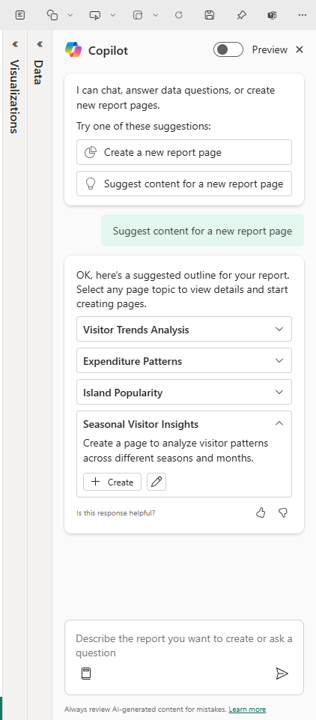 Copilot
Preview
Visualizations
Data
I can chat, answer data questions, or create
new report pages.
Try one of these suggestions:
Create a new report page
Suggest content for a new report page
Suggest content for a new report page
OK, here's a suggested outline for your report.
Select any page topic to view details and start
creating pages.
Visitor Trends Analysis
Expenditure Patterns
Island Popularity
Seasonal Visitor Insights
Create a page to analyze visitor patterns
across different seasons and months.
Create
Is this response helpful?
Describe the report you want to create or ask a
question
Always review AI-generated content for mistakes. Learn more